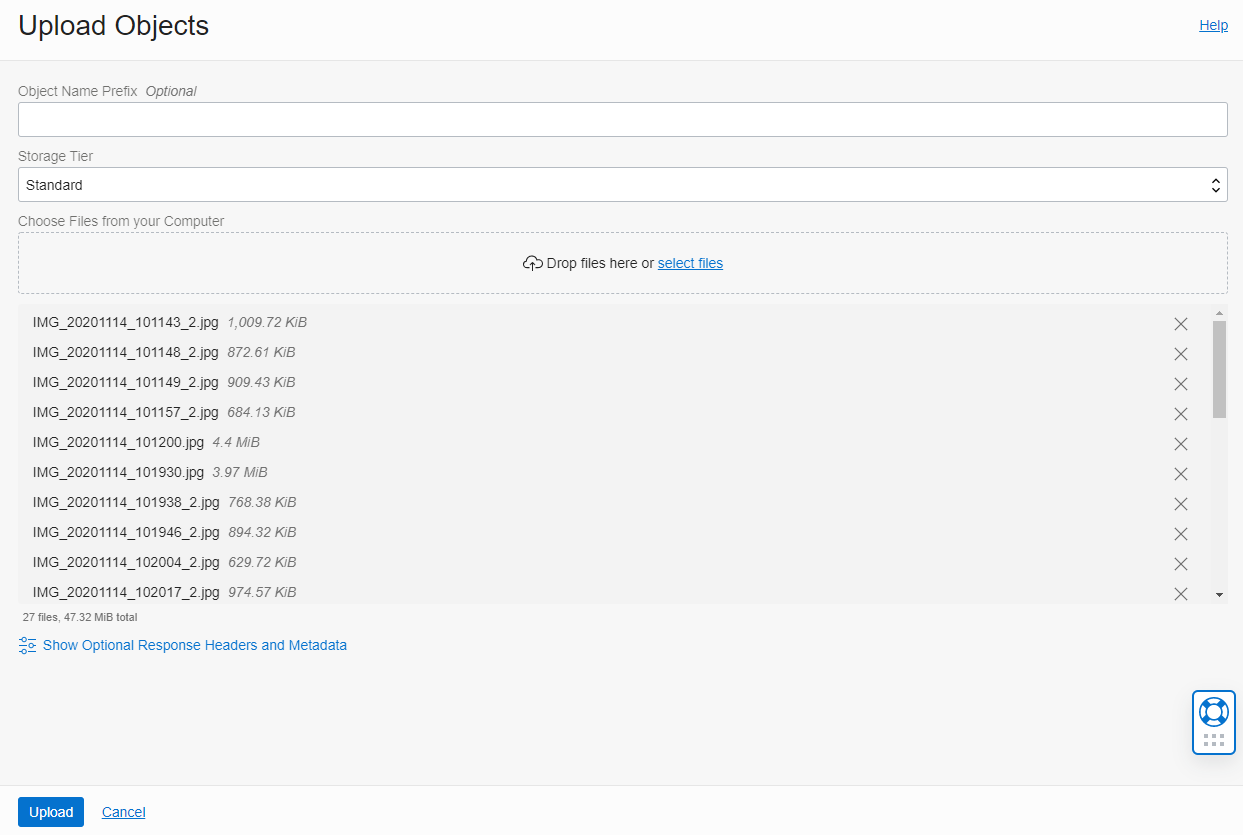 Upload Objects
Help
Object Name Prefix Optional
Storage Tier
Standard
Choose Files from your Computer
Drop files here or select files
IMG_20201114_101143_2.jpg 1,009.72 KiB
IMG_20201114_101148_2.jpg 872.61 KiB
IMG_20201114_101149_2.jpg 909.43 KiB
IMG_20201114_101157_2.jpg 684.13 KiB
IMG_20201114_101200.jpg 4.4 MiB
IMG_20201114_101930.jpg 3.97 MiB
IMG_20201114_101938_2.jpg 768.38 KiB
IMG_20201114_101946_2.jpg 894.32 KiB
IMG_20201114_102004_2.jpg 629.72 KiB
IMG_20201114_102017_2.jpg 974.57 KiB
27 files, 47.32 MiB total
Show Optional Response Headers and Metadata
Upload Cancel